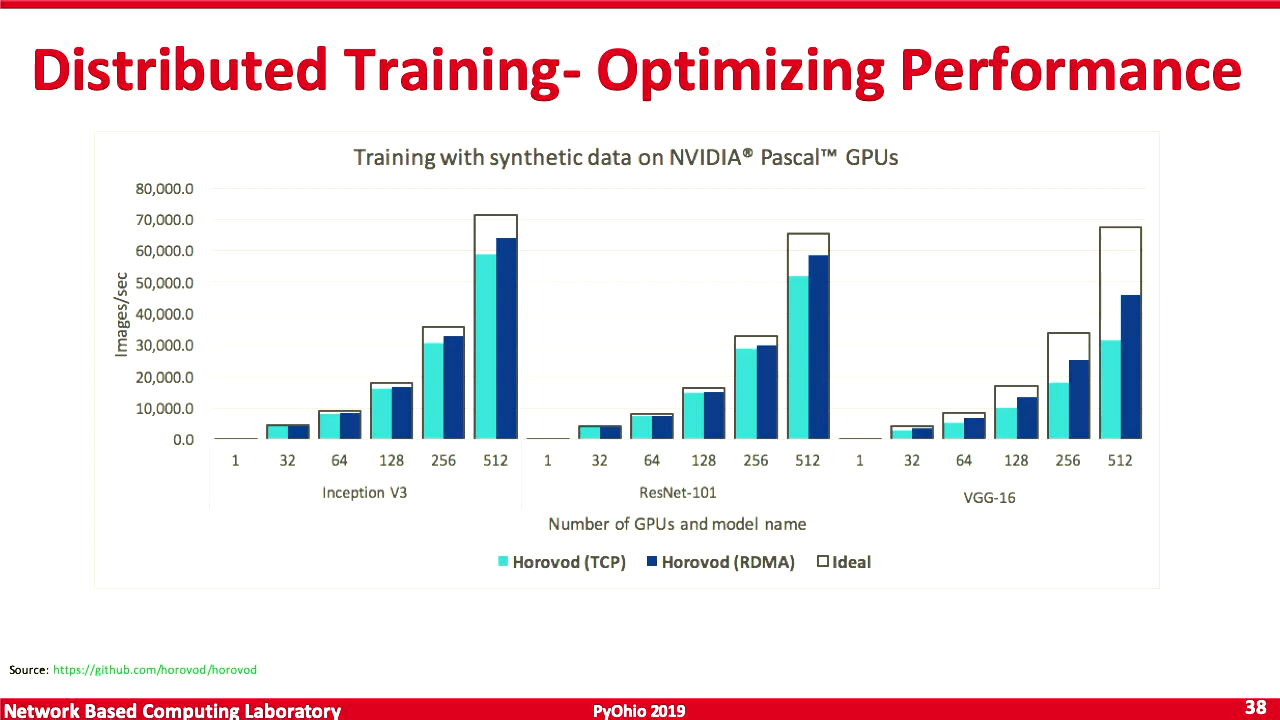 Distributed Training- Optimizing Performance
Training with synthetic data on NVIDIA® Pascal™ GPUs
80,000.0
70,000.0
60,000.0
50,000.0
40,000.0
30,000.0
20,000.0
10,000.0
0.0
Images/sec
1 32 64 128 256 512 1 32 64 128 256 512 1 32 64 128 256 512
Inception V3 ResNet-101 VGG-16
Number of GPUs and model name
Horovod (TCP) Horovod (RDMA) Ideal
Source: https://github.com/horovod/horovod
Network Based Computing Laboratory PyOhio 2019 38